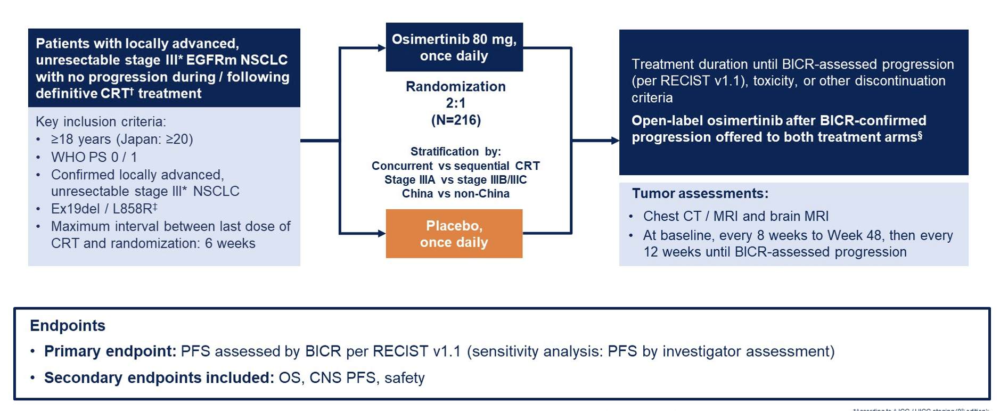 Patients with locally advanced,
unresectable stage III* EGFRm NSCLC
with no progression during / following
definitive CRT† treatment
Key inclusion criteria:
• ≥18 years (Japan: ≥20)
• WHO PS 0 / 1
• Confirmed locally advanced,
unresectable stage III* NSCLC
• Ex19del / L858R‡
• Maximum interval between last dose of
CRT and randomization: 6 weeks
Osimertinib 80 mg,
once daily
Randomization
2:1
(N=216)
Stratification by:
Concurrent vs sequential CRT
Stage IIIA vs stage IIIB/IIIC
China vs non-China
Placebo,
once daily
Treatment duration until BICR-assessed progression
(per RECIST v1.1), toxicity, or other discontinuation
criteria
Open-label osimertinib after BICR-confirmed
progression offered to both treatment arms§
Tumor assessments:
• Chest CT / MRI and brain MRI
• At baseline, every 8 weeks to Week 48, then every
12 weeks until BICR-assessed progression
Endpoints
• Primary endpoint: PFS assessed by BICR per RECIST v1.1 (sensitivity analysis: PFS by investigator assessment)
• Secondary endpoints included: OS, CNS PFS, safety